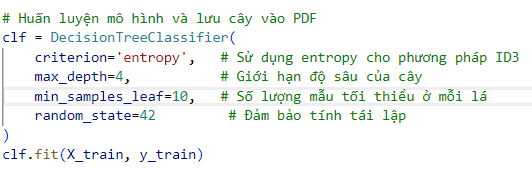 # Huấn luyện mô hình và lưu cây vào PDF
clf = DecisionTreeClassifier(
    criterion='entropy',   # Sử dụng entropy cho phương pháp ID3
    max_depth=4,           # Giới hạn độ sâu của cây
    min_samples_leaf=10,   # Số lượng mẫu tối thiểu ở mỗi lá
    random_state=42         # Đảm bảo tính tái lập
)
clf.fit(X_train, y_train)